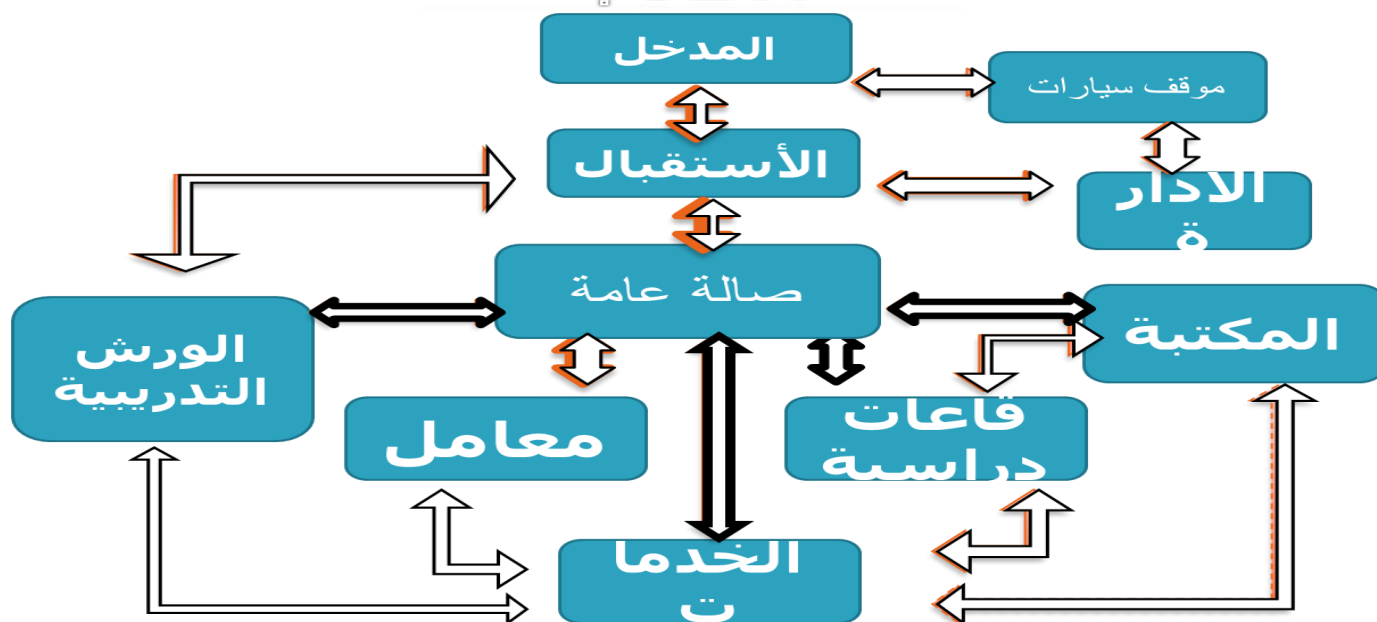 المدخل
موقف سيارات
الأستقبال
الادار
ة
صالة عامة
المكتبة
الورش
التدريبية
معامل
قاعات
دراسية
الخدما
ت